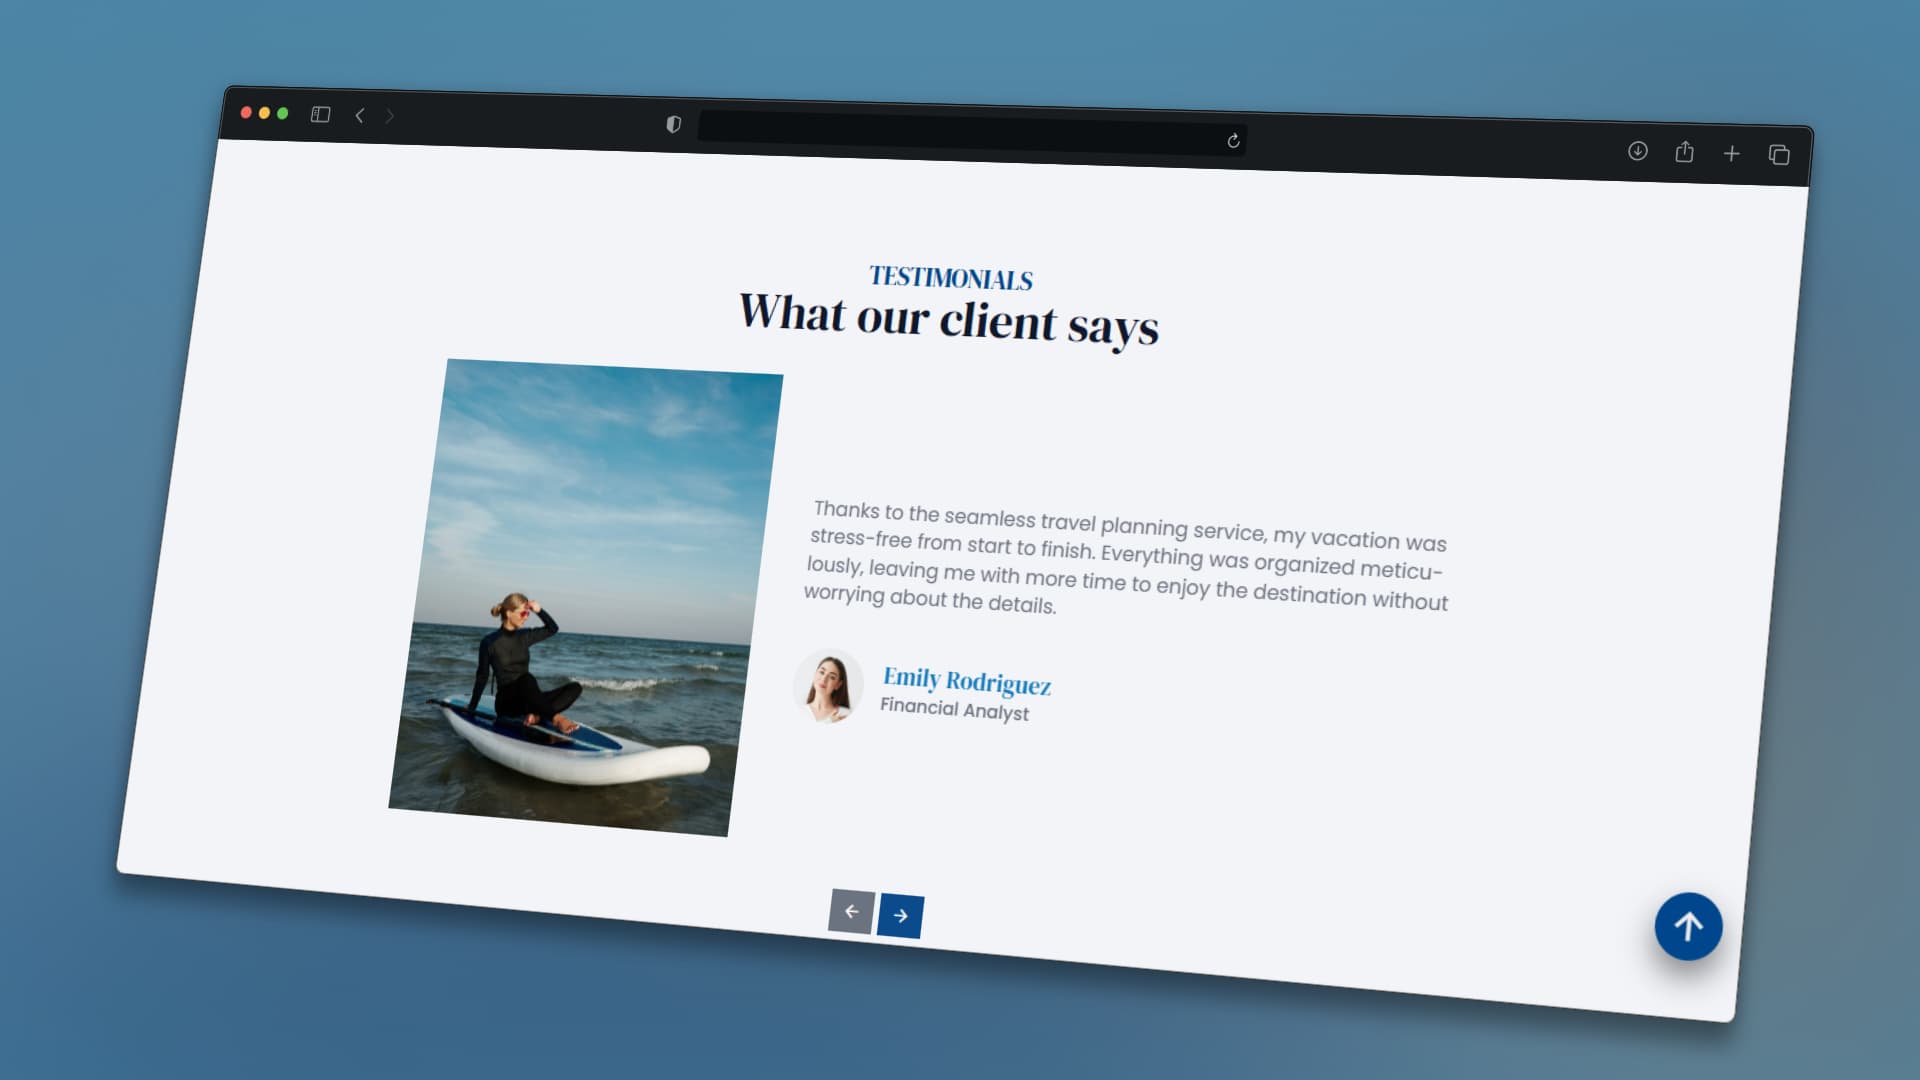 TESTIMONIALS
What our client says
Thanks to the seamless travel planning service, my vacation was
stress-free from start to finish. Everything was organized meticu-
lously, leaving me with more time to enjoy the destination without
worrying about the details.
Emily Rodriguez
Financial Analyst